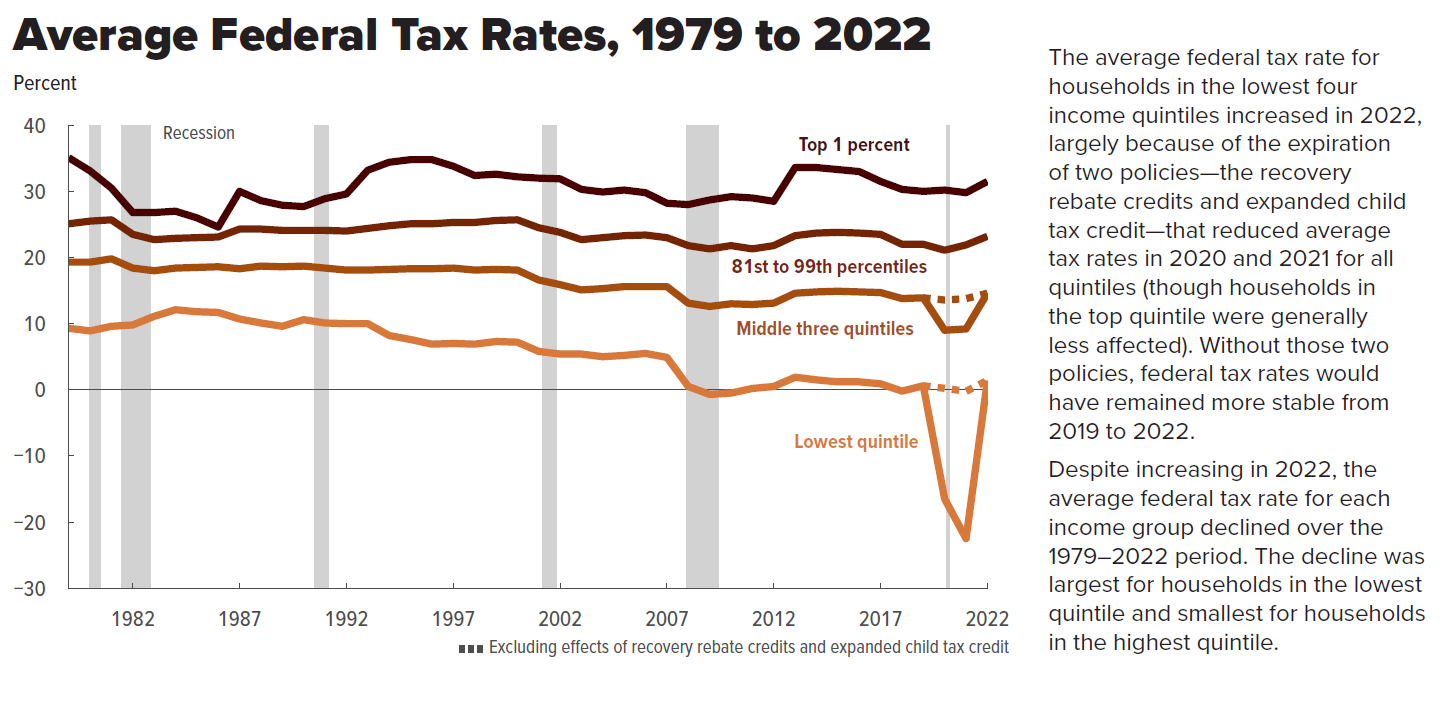 Average Federal Tax Rates, 1979 to 2022
Percent
40
30
20
10
0
−10
−20
−30
Recession
Top 1 percent
81st to 99th percentiles
Middle three quintiles
Lowest quintile
1982 1987 1992 1997 2002 2007 2012 2017 2022
Excluding effects of recovery rebate credits and expanded child tax credit
The average federal tax rate for
households in the lowest four
income quintiles increased in 2022,
largely because of the expiration
of two policies—the recovery
rebate credits and expanded child
tax credit—that reduced average
tax rates in 2020 and 2021 for all
quintiles (though households in
the top quintile were generally
less affected). Without those two
policies, federal tax rates would
have remained more stable from
2019 to 2022.
Despite increasing in 2022, the
average federal tax rate for each
income group declined over the
1979–2022 period. The decline was
largest for households in the lowest
quintile and smallest for households
in the highest quintile.